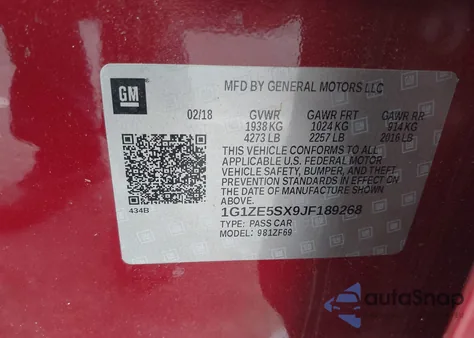 GM
MFD BY GENERAL MOTORS LLC
02/18 GVWR GAWR FRT GAWR RR
1938 KG 1024 KG 914 KG
4273 LB 2257 LB 2016 LB
THIS VEHICLE CONFORMS TO ALL
APPLICABLE U.S. FEDERAL MOTOR
VEHICLE SAFETY, BUMPER, AND THEFT
PREVENTION STANDARDS IN EFFECT
ON THE DATE OF MANUFACTURE SHOWN
ABOVE.
434B
1G1ZE5SX9JF189268
TYPE: PASS CAR
MODEL: 981ZF69
autoSnap